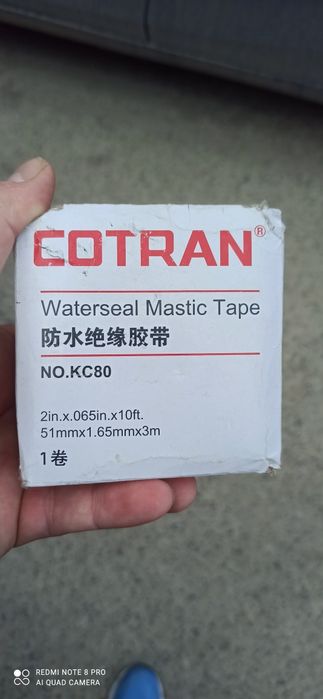 COTRAN®
Waterseal Mastic Tape
防水绝缘胶带
NO.KC80
2in.x.065in.x10ft.
51mmx1.65mmx3m
1卷
REDMI NOTE 8 PRO
AI QUAD CAMERA